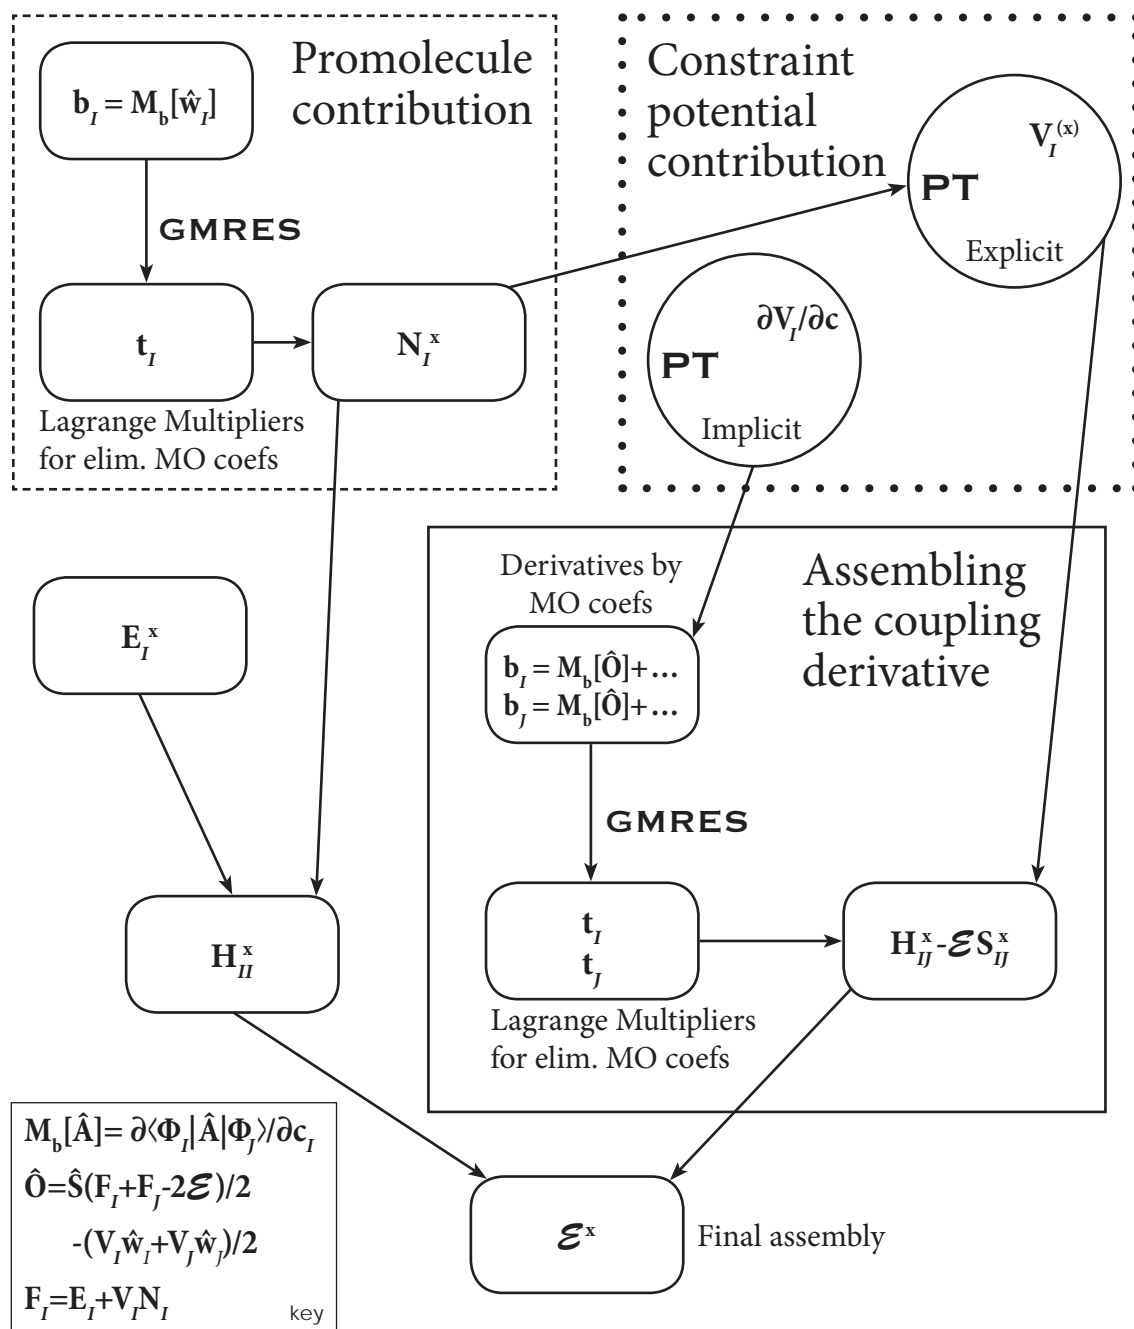 Promolecule
contribution
b_I = M_b[ŵ_I]
GMRES
t_I
N_I^x
Lagrange Multipliers
for elim. MO coefs
Constraint
potential
contribution
V_I^(x)
PT
Explicit
∂V_I/∂c
PT
Implicit
E_I^x
H_II^x
Assembling
the coupling
derivative
Derivatives by
MO coefs
b_I = M_b[Ô]+...
b_J = M_b[Ô]+...
GMRES
t_I
t_J
H_IJ^x-ℰS_IJ^x
Lagrange Multipliers
for elim. MO coefs
ℰ^x
Final assembly
M_b[Â]= ∂⟨Φ_I|Â|Φ_J⟩/∂c_I
Ô=Ŝ(F_I+F_J-2ℰ)/2
-(V_Iŵ_I+V_Jŵ_J)/2
F_I=E_I+V_IN_I
key